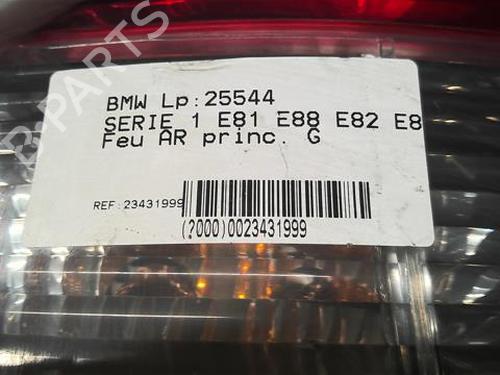 B-PARTS
BMW Lp:25544
SERIE 1 E81 E88 E82 E8
Feu AR princ. G
REF:23431999
(?000)0023431999